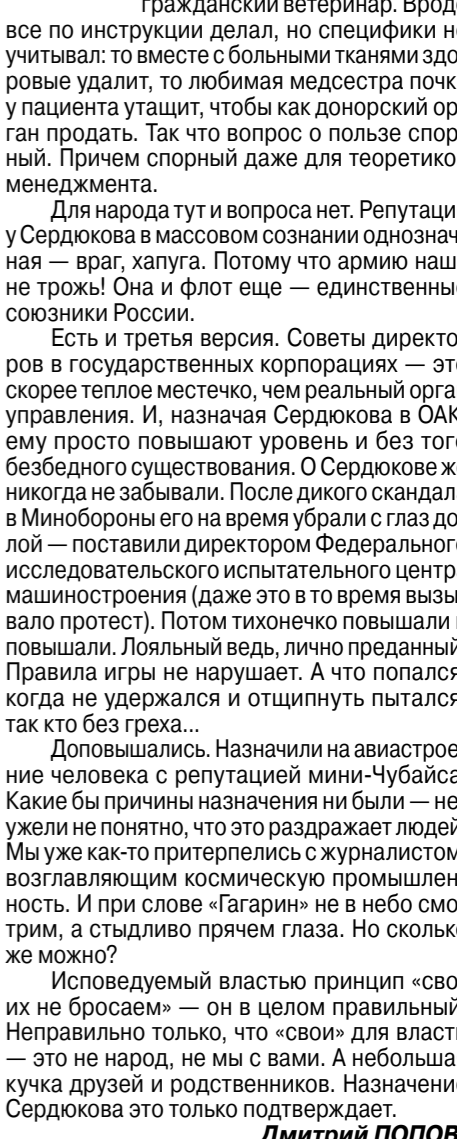 гражданский ветеринар. Вроде
все по инструкции делал, но специфики не
учитывал: то вместе с больными тканями здо
ровые удалит, то любимая медсестра почк
у пациента утащит, чтобы как донорский ор
ган продать. Так что вопрос о пользе спор
ный. Причем спорный даже для теоретико
менеджмента.
Для народа тут и вопроса нет. Репутаци
у Сердюкова в массовом сознании однознач
ная — враг, хапуга. Потому что армию наш
не трожь! Она и флот еще — единственны
союзники России.
Есть и третья версия. Советы директо
ров в государственных корпорациях — это
скорее теплое местечко, чем реальный орга
управления. И, назначая Сердюкова в ОАК
ему просто повышают уровень и без того
безбедного существования. О Сердюкове же
никогда не забывали. После дикого скандала
в Минобороны его на время убрали с глаз до
лой — поставили директором Федерального
исследовательского испытательного центра
машиностроения (даже это в то время вызы
вало протест). Потом тихонечко повышали и
повышали. Лояльный ведь, лично преданный
Правила игры не нарушает. А что попался
когда не удержался и отщипнуть пытался
так кто без греха...
Доповышались. Назначили на авиастрое
ние человека с репутацией мини-Чубайса
Какие бы причины назначения ни были — не
ужели не понятно, что это раздражает людей
Мы уже как-то притерпелись с журналистом
возглавляющим космическую промышлен
ность. И при слове «Гагарин» не в небо смо
трим, а стыдливо прячем глаза. Но сколько
же можно?
Исповедуемый властью принцип «сво
их не бросаем» — он в целом правильный
Неправильно только, что «свои» для власти
— это не народ, не мы с вами. А небольша
кучка друзей и родственников. Назначение
Сердюкова это только подтверждает.
Дмитрий ПОПОВ